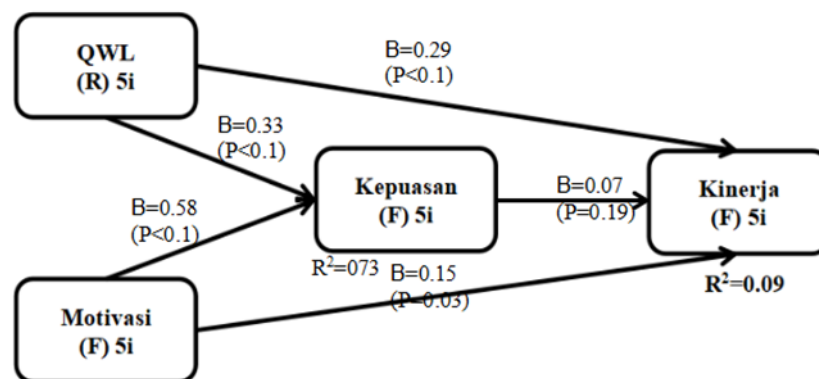 QWL
(R) 5i
B=0.29
(P<0.1)
B=0.33
(P<0.1)
Kepuasan
(F) 5i
B=0.07
(P=0.19)
Kinerja
(F) 5i
B=0.58
(P<0.1)
R²=073
B=0.15
(P=0.03)
R²=0.09
Motivasi
(F) 5i